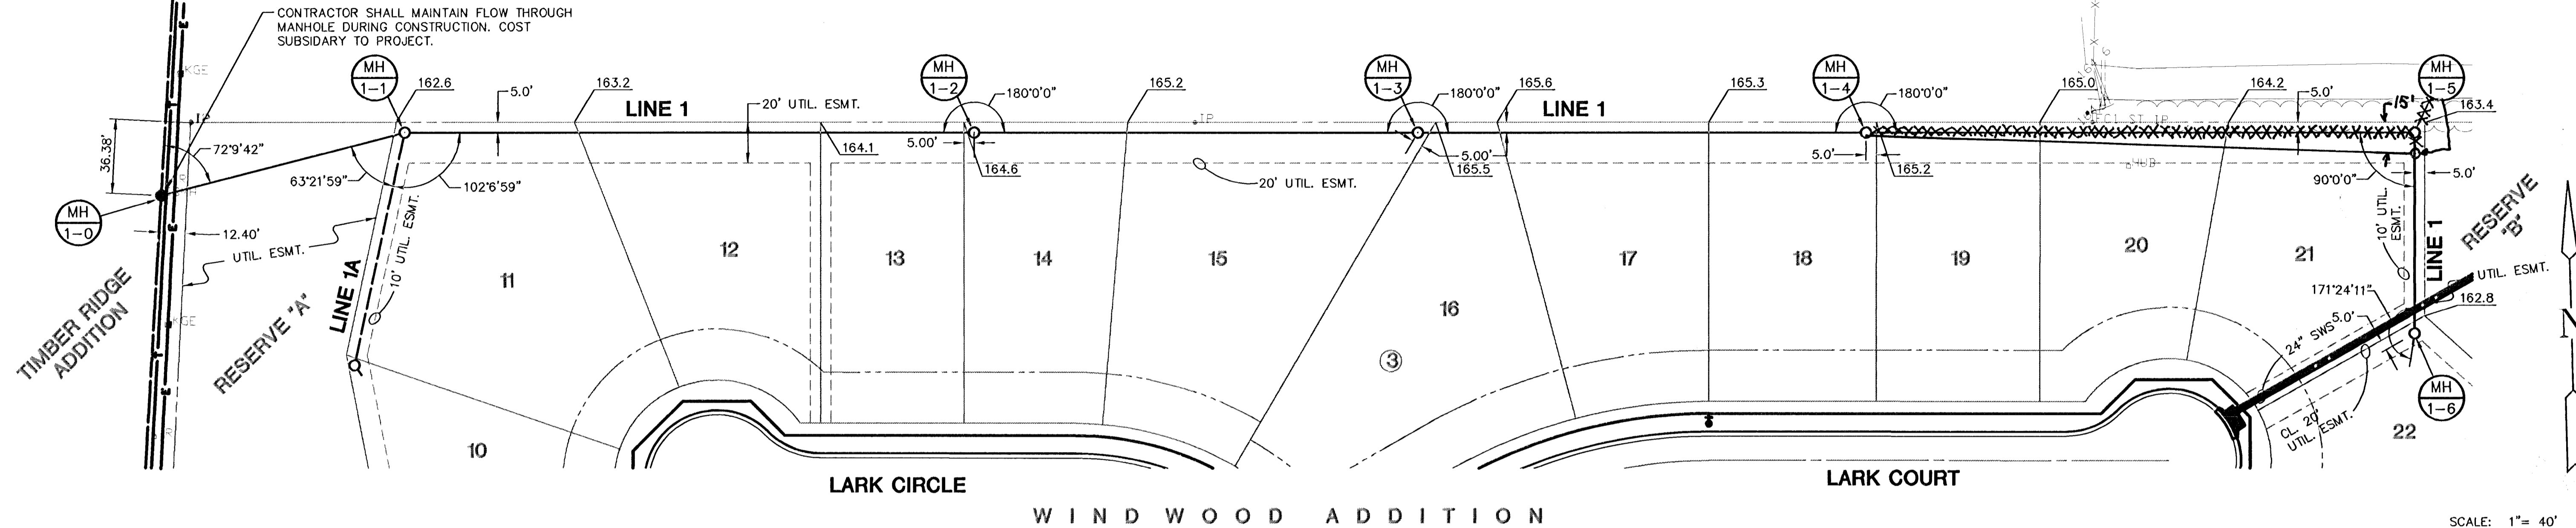 CONTRACTOR SHALL MAINTAIN FLOW THROUGH
MANHOLE DURING CONSTRUCTION. COST
SUBSIDARY TO PROJECT.
KGE
IP
36.38'
72°9'42"
MH
1-0
12.40'
UTIL. ESMT.
TIMBER RIDGE
ADDITION
KGE
RESERVE "A"
MH
1-1
162.6
63°21'59"
102°6'59"
LINE 1A
10' UTIL. ESMT.
5.0'
163.2
LINE 1
20' UTIL. ESMT.
164.1
MH
1-2
180°0'0"
5.00'
164.6
165.2
IP
20' UTIL. ESMT.
MH
1-3
180°0'0"
5.00'
165.5
165.6
LINE 1
165.3
MH
1-4
180°0'0"
5.0'
165.2
165.0
164.2
5.0'
15'
MH
1-5
163.4
HUB
90°0'0"
5.0'
10' UTIL.
ESMT.
LINE 1
RESERVE
"B"
UTIL. ESMT.
162.8
171°24'11"
5.0'
24" SWS
CL. 20'
UTIL. ESMT.
MH
1-6
10
11
12
13
14
15
16
3
17
18
19
20
21
22
LARK CIRCLE
LARK COURT
WINDWOOD ADDITION
N
SCALE: 1"= 40'